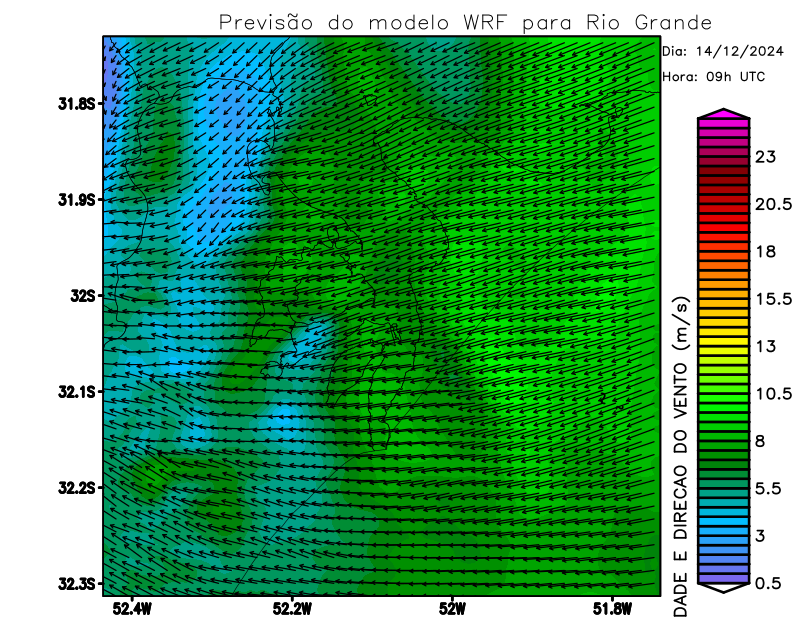 Previsão do modelo WRF para Rio Grande
Dia: 14/12/2024
Hora: 09h UTC
31.8S
31.9S
32S
32.1S
32.2S
32.3S
52.4W
52.2W
52W
51.8W
23
20.5
18
15.5
13
10.5
8
5.5
3
0.5
DADE E DIRECAO DO VENTO (m/s)